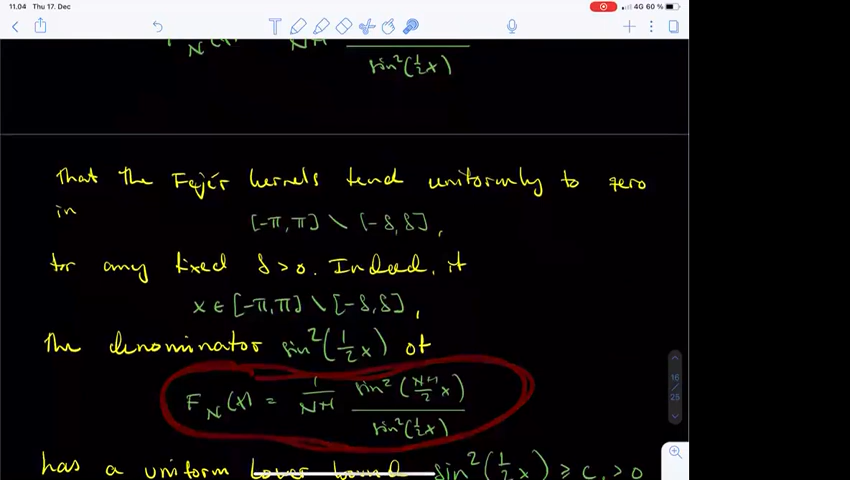 11.04 Thu 17. Dec
4G 60 %
sin²(½x)
That the Fejér kernels tend uniformly to zero
in
[-π, π] \ [-δ, δ],
for any fixed δ > 0. Indeed, if
x ∈ [-π, π] \ [-δ, δ],
the denominator sin²(½x) of
F_N(x) = 1/(N+1) sin²((N+1)/2 x) / sin²(½x)
has a uniform lower bound sin²(½x) ≥ c, > 0
16
25